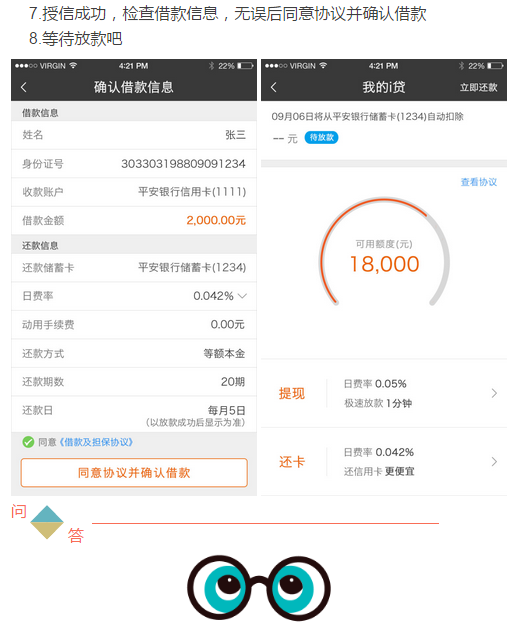 7.授信成功，检查借款信息，无误后同意协议并确认借款
8.等待放款吧
VIRGIN 4:21 PM 22%
确认借款信息
借款信息
姓名 张三
身份证号 303303198809091234
收款账户 平安银行信用卡(1111)
借款金额 2,000.00元
还款信息
还款储蓄卡 平安银行储蓄卡(1234)
日费率 0.042%
动用手续费 0.00元
还款方式 等额本金
还款期数 20期
还款日 每月5日
(以放款成功后显示为准)
同意《借款及担保协议》
同意协议并确认借款
VIRGIN 4:21 PM 22%
我的i贷 立即还款
09月06日将从平安银行储蓄卡(1234)自动扣除
-- 元 待放款
查看协议
可用额度(元)
18,000
提现 日费率 0.05%
极速放款 1分钟
还卡 日费率 0.042%
还信用卡 更便宜
问
答